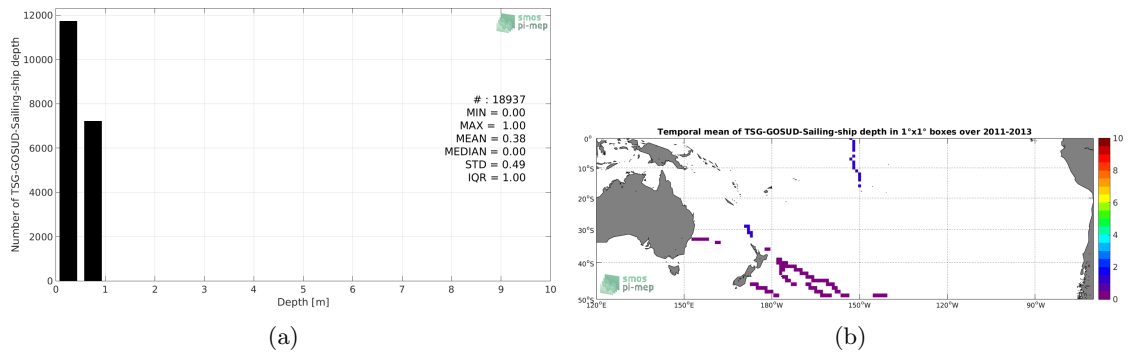 12000
10000
8000
6000
4000
2000
0
Number of TSG-GOSUD-Sailing-ship depth
smos
pi-mep
# : 18937
MIN = 0.00
MAX = 1.00
MEAN = 0.38
MEDIAN = 0.00
STD = 0.49
IQR = 1.00
0 1 2 3 4 5 6 7 8 9 10
Depth [m]
(a)
Temporal mean of TSG-GOSUD-Sailing-ship depth in 1°x1° boxes over 2011-2013
0°
10°S
20°S
30°S
40°S
50°S
smos
pi-mep
120°E 150°E 180°W 150°W 120°W 90°W
10
8
6
4
2
0
(b)